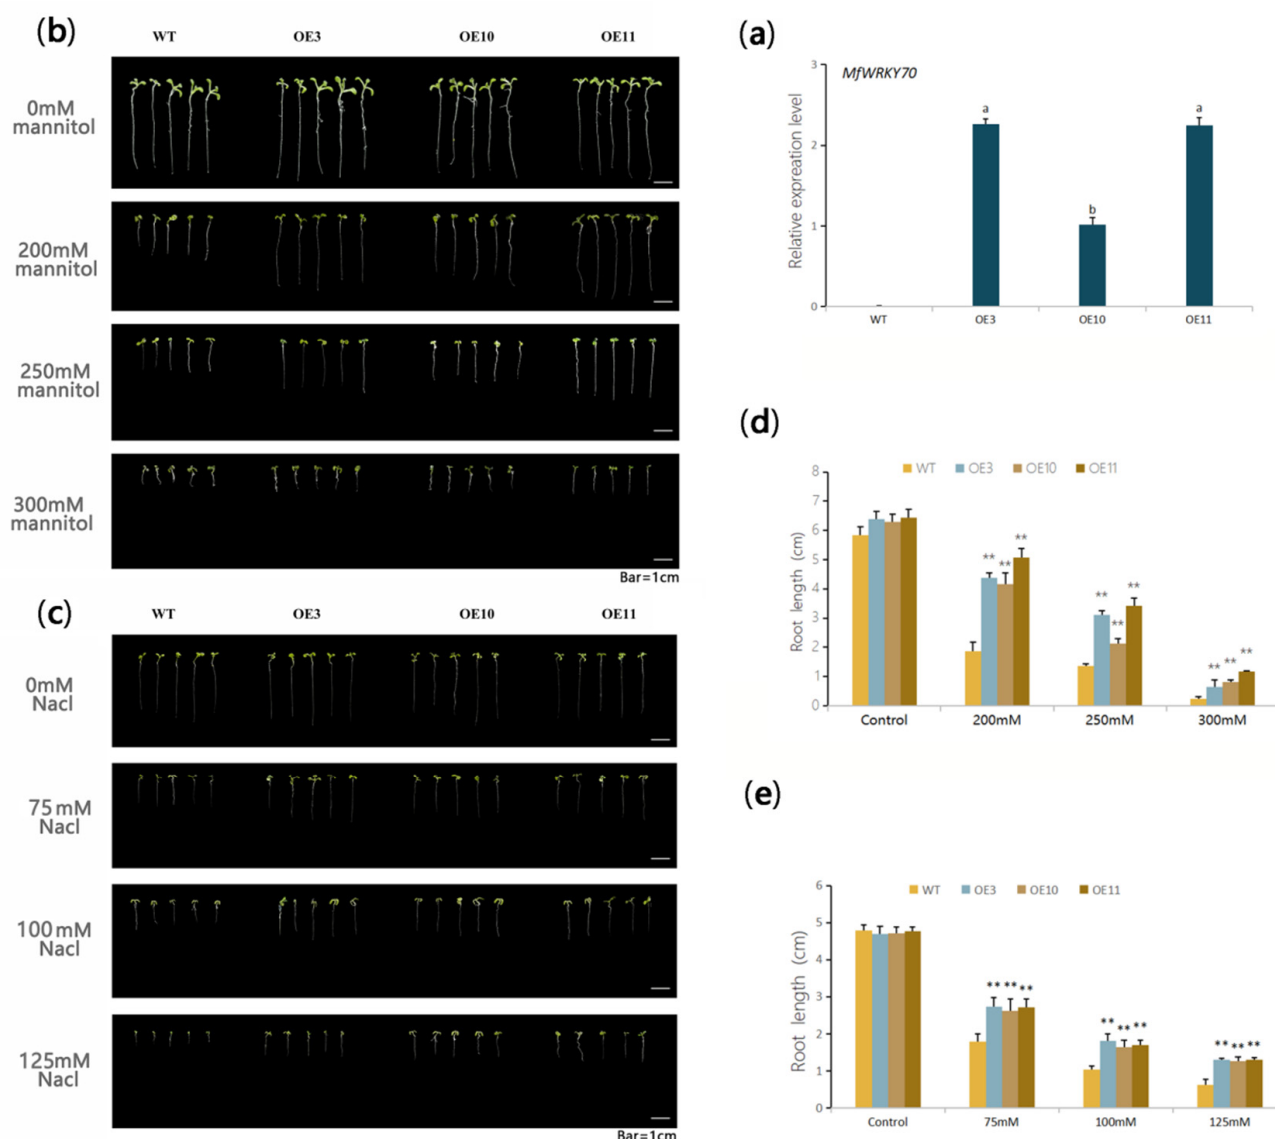 (b)
WT OE3 OE10 OE11
0mM
mannitol
200mM
mannitol
250mM
mannitol
300mM
mannitol
Bar=1cm
(c)
WT OE3 OE10 OE11
0mM
Nacl
75 mM
Nacl
100 mM
Nacl
125mM
Nacl
Bar=1cm
(a)
MfWRKY70
Relative expreation level
3
2
1
0
a
b
a
WT OE3 OE10 OE11
(d)
WT OE3 OE10 OE11
Root length (cm)
8
7
6
5
4
3
2
1
0
** ** **
** ** **
** ** **
Control 200mM 250mM 300mM
(e)
WT OE3 OE10 OE11
Root length (cm)
6
5
4
3
2
1
0
** ** **
** ** **
** ** **
Control 75mM 100mM 125mM